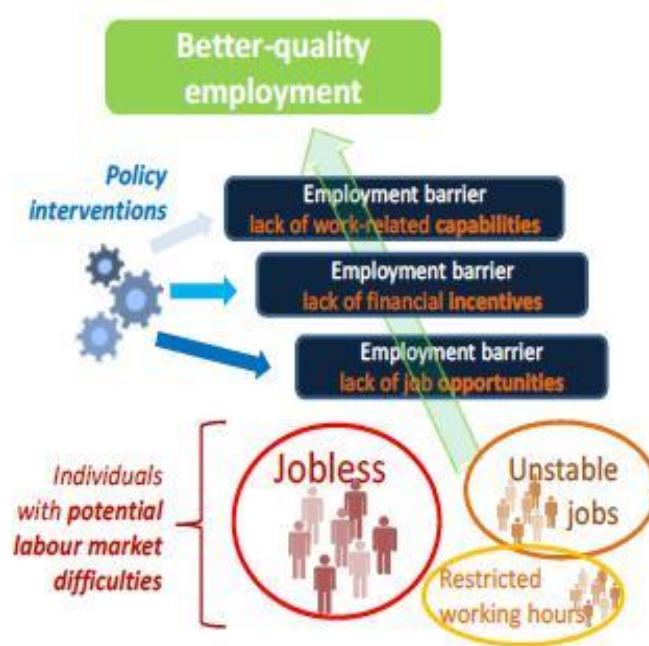 Better-quality
employment
Policy
interventions
Employment barrier
lack of work-related capabilities
Employment barrier
lack of financial incentives
Employment barrier
lack of job opportunities
Individuals
with potential
labour market
difficulties
Jobless
Unstable
jobs
Restricted
working hours